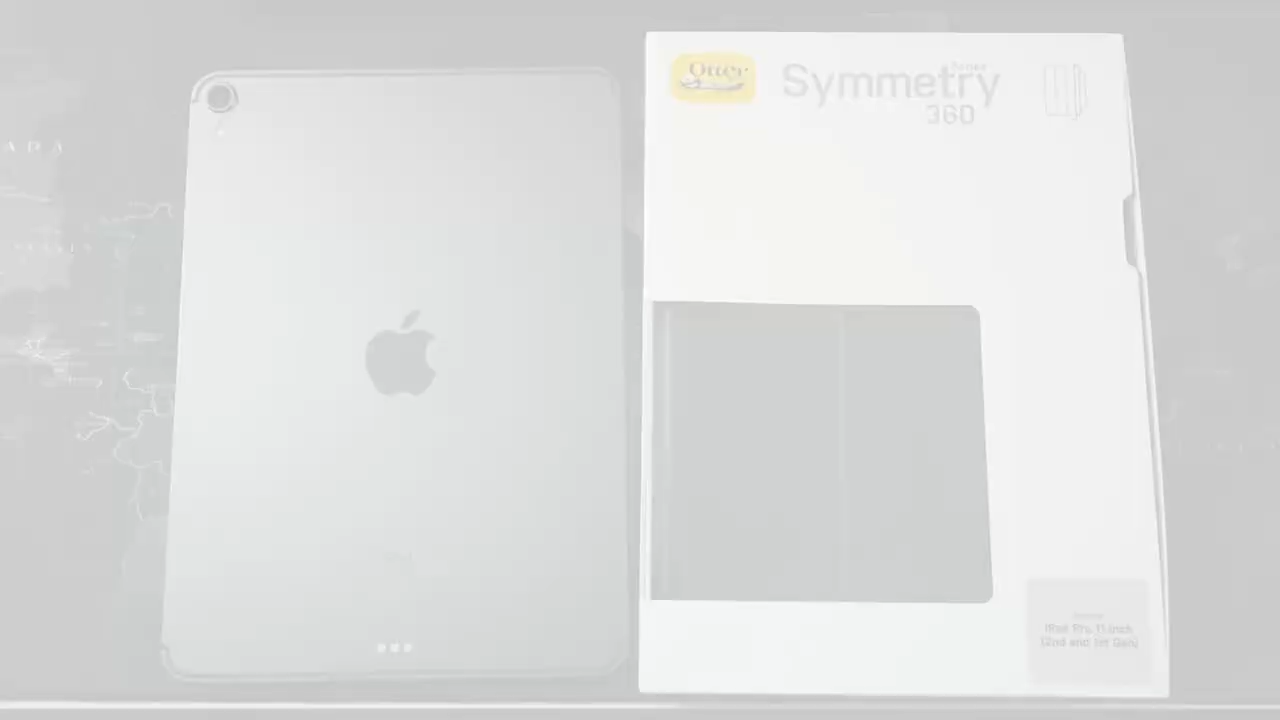 Otter
Series
Symmetry
360
iPad Pro 11-inch
(2nd and 1st Gen)